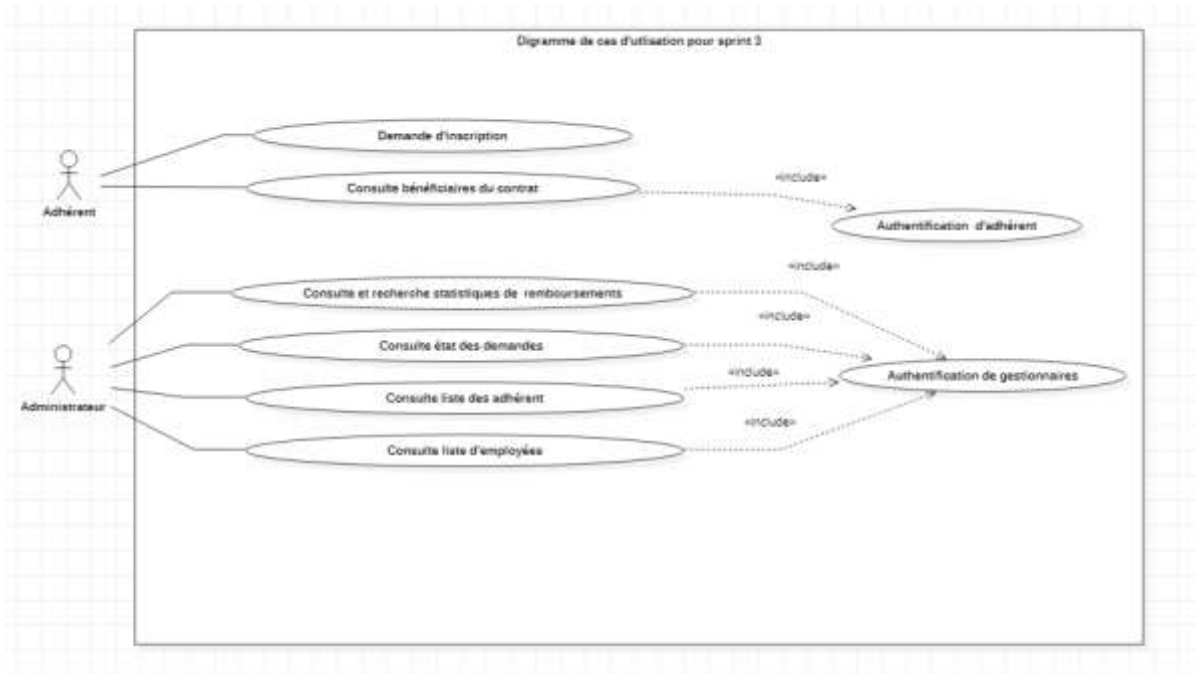 Digramme de cas d'utlisation pour sprint 3
Demande d'inscription
Consulte bénéficiaires du contrat
«include»
Adhérent
Authentification d'adhérent
«include»
Consulte et recherche statistiques de remboursements
«include»
Consulte état des demandes
«include»
Authentification de gestionnaires
Consulte liste des adhérent
Administrateur
«include»
Consulte liste d'employées